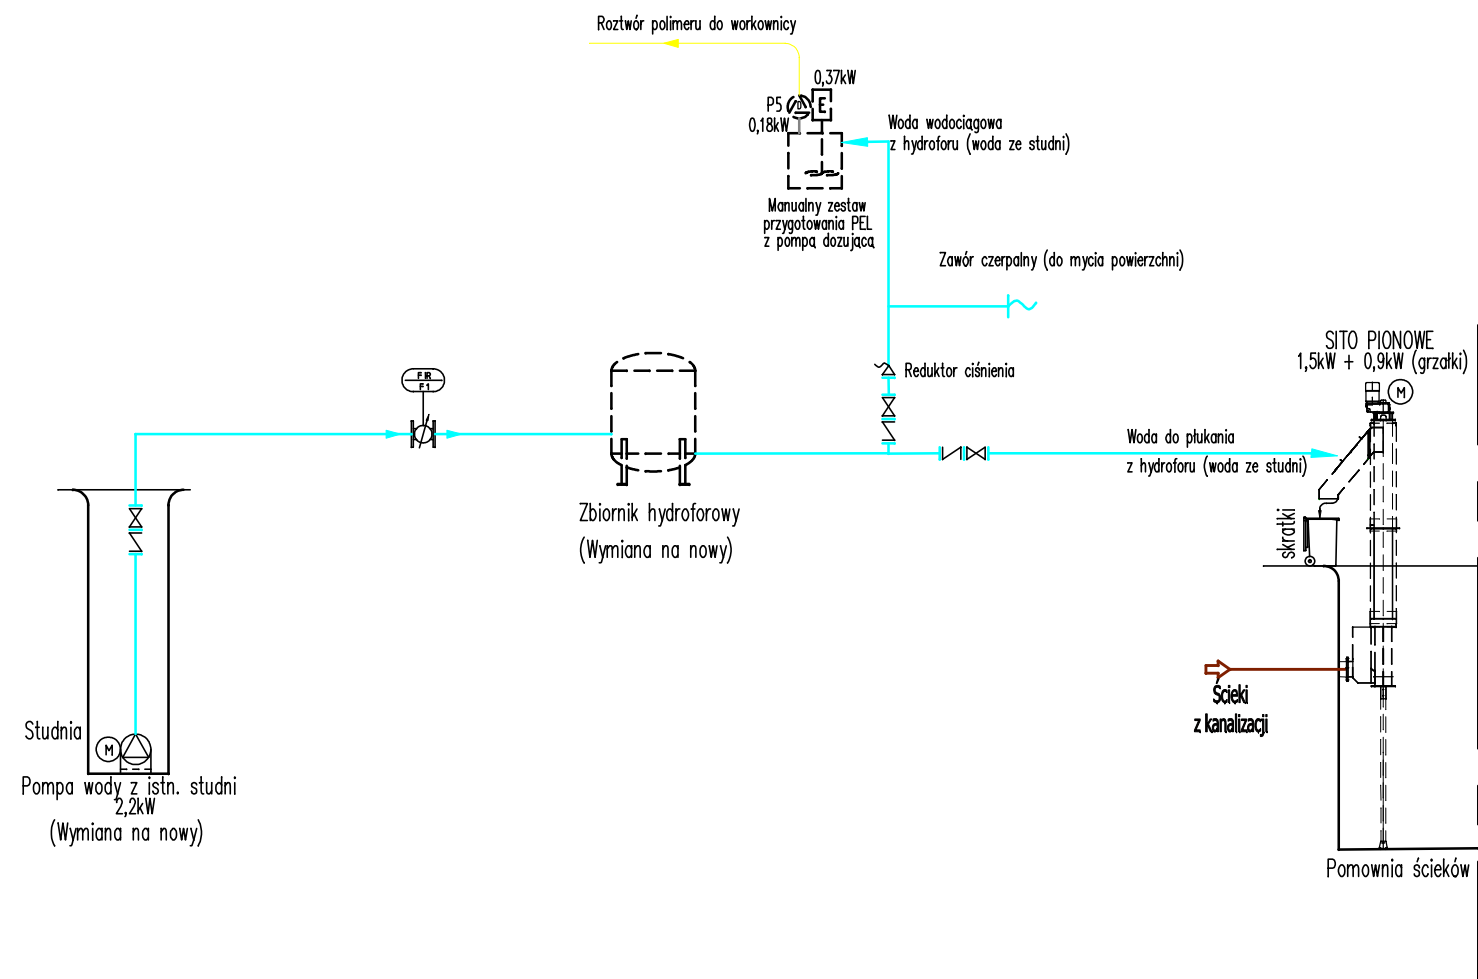 Roztwór polimeru do workownicy
0,37kW
P5
D
E
0,18kW
Woda wodociągowa
z hydroforu (woda ze studni)
Manualny zestaw
przygotowania PEL
z pompą dozującą
Zawór czerpalny (do mycia powierzchni)
Reduktor ciśnienia
SITO PIONOWE
1,5kW + 0,9kW (grzałki)
M
FIR
F1
Woda do płukania
z hydroforu (woda ze studni)
Zbiornik hydroforowy
(Wymiana na nowy)
skratki
Ścieki
z kanalizacji
Studnia
M
Pompa wody z istn. studni
2,2kW
(Wymiana na nowy)
Pomownia ścieków